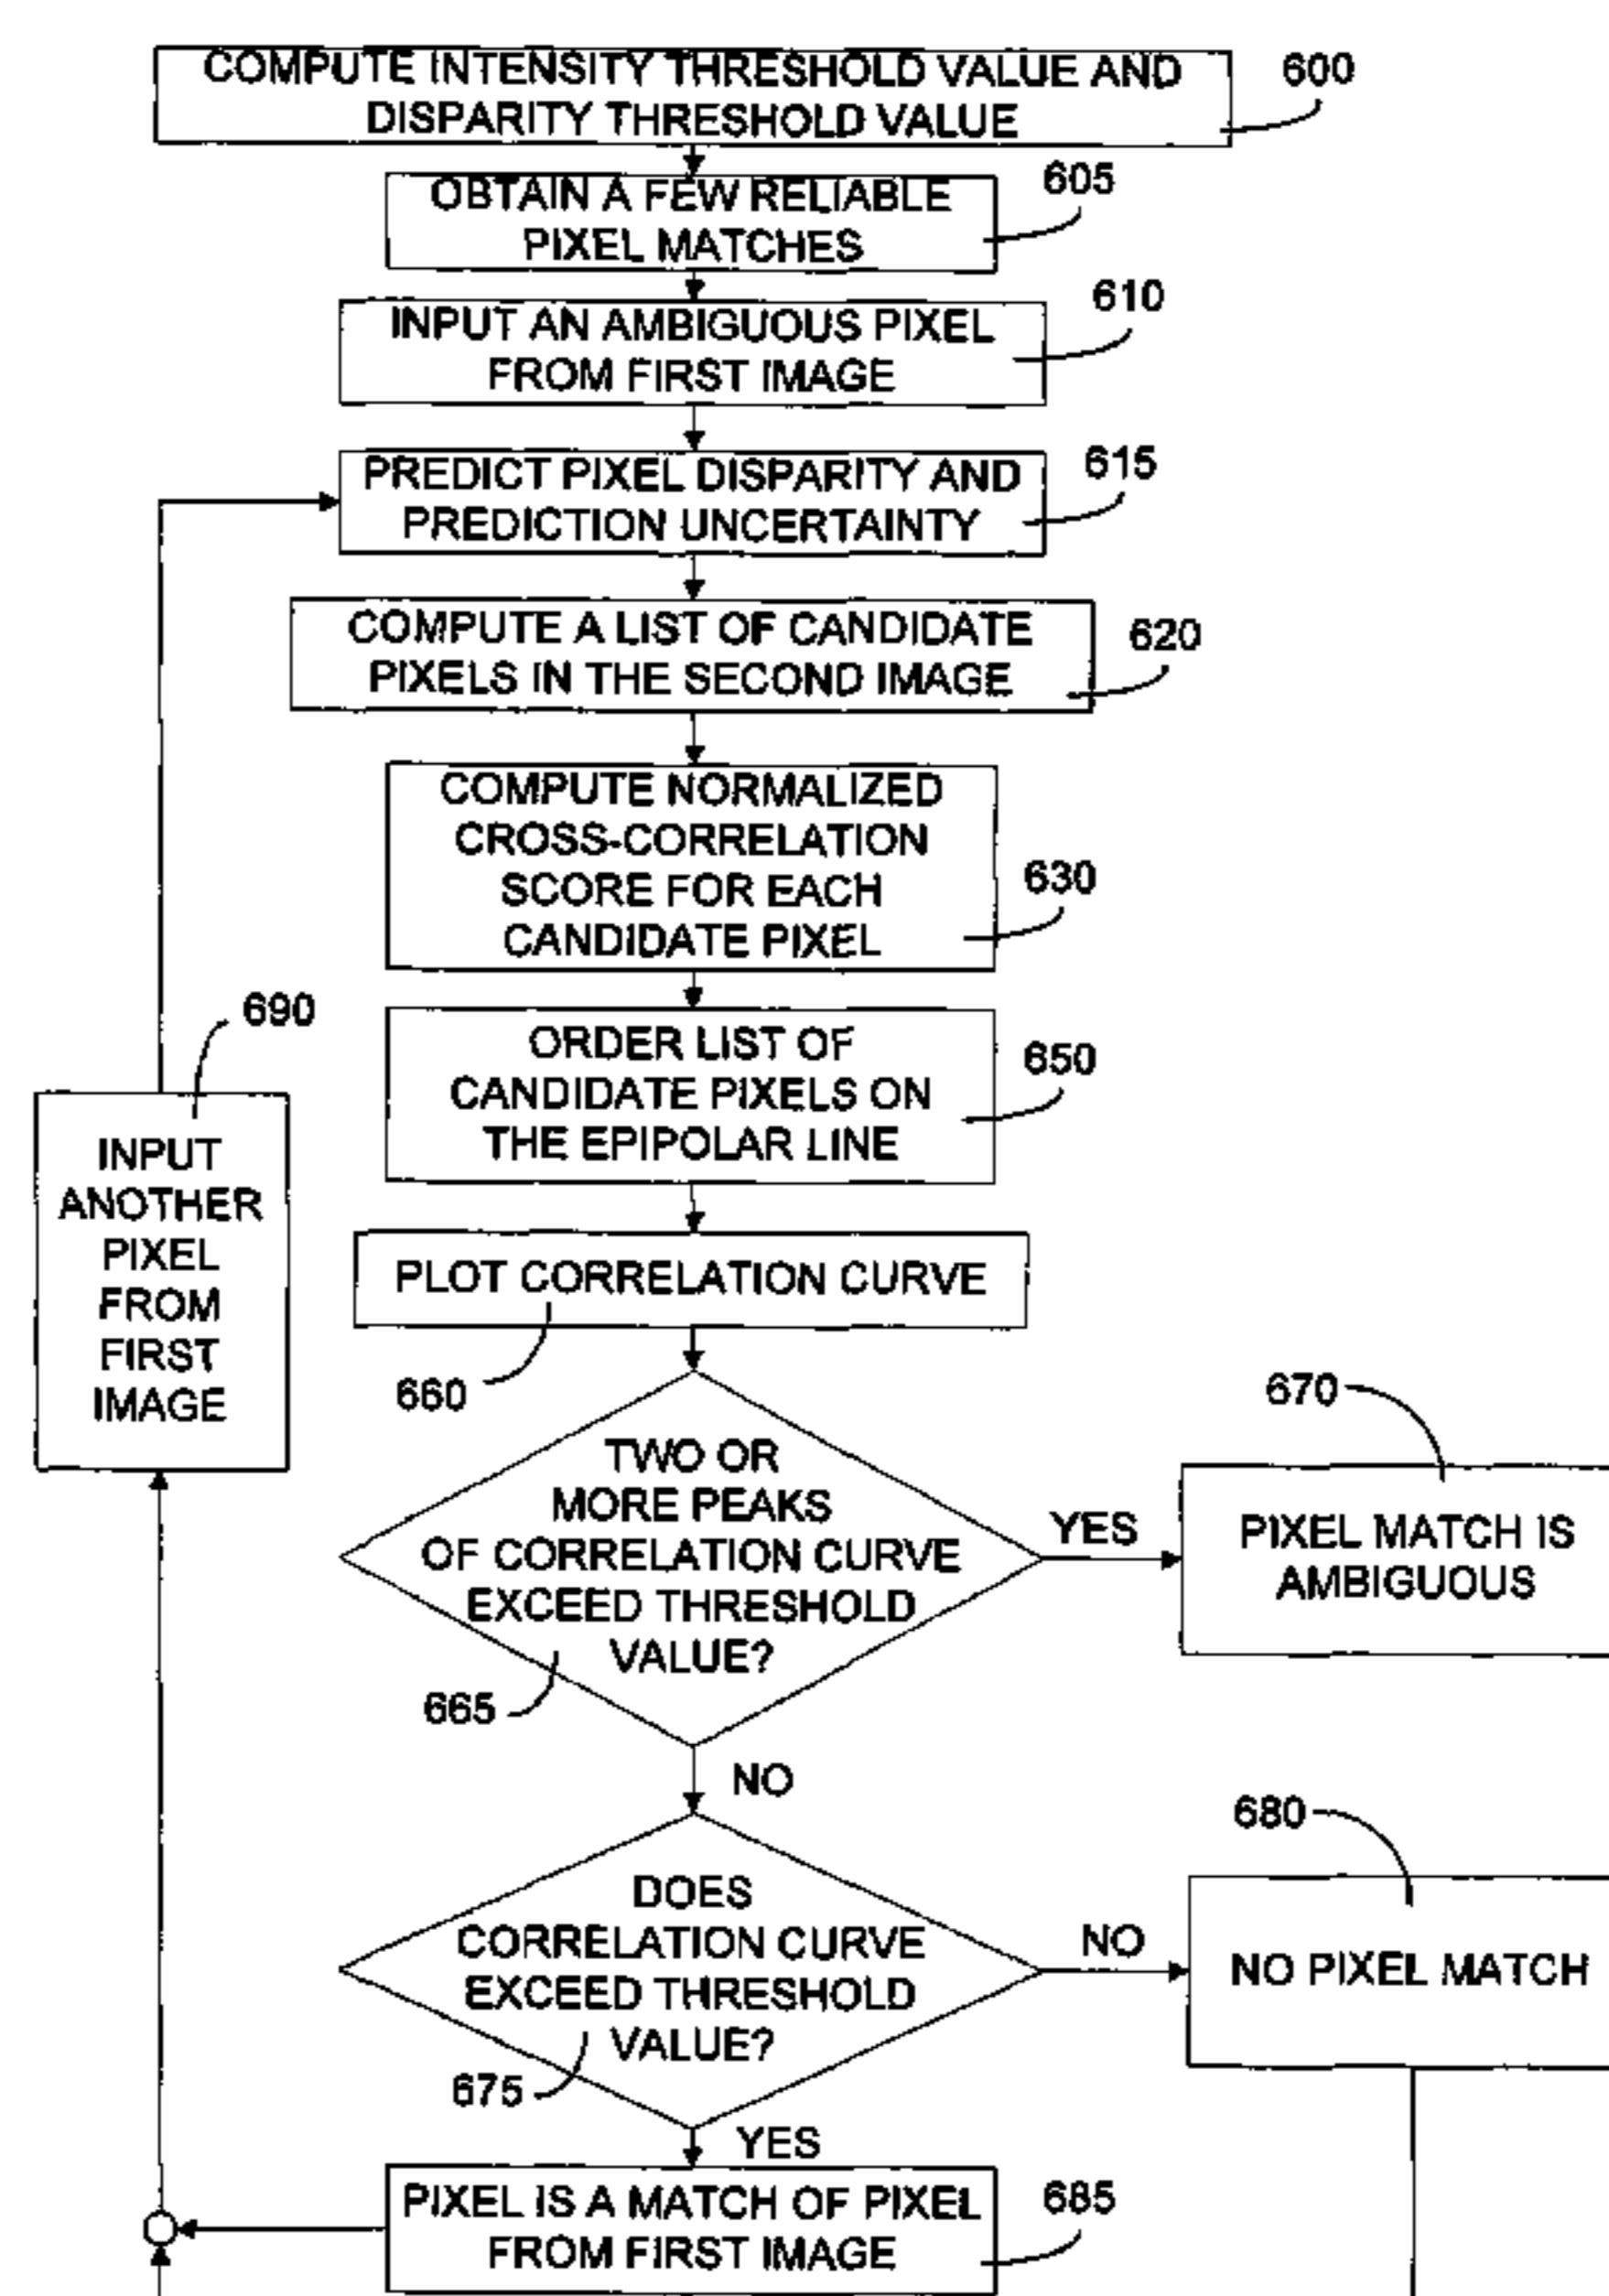 COMPUTE INTENSITY THRESHOLD VALUE AND
DISPARITY THRESHOLD VALUE
600
OBTAIN A FEW RELIABLE
PIXEL MATCHES
605
INPUT AN AMBIGUOUS PIXEL
FROM FIRST IMAGE
610
PREDICT PIXEL DISPARITY AND
PREDICTION UNCERTAINTY
615
COMPUTE A LIST OF CANDIDATE
PIXELS IN THE SECOND IMAGE
620
COMPUTE NORMALIZED
CROSS-CORRELATION
SCORE FOR EACH
CANDIDATE PIXEL
630
ORDER LIST OF
CANDIDATE PIXELS ON
THE EPIPOLAR LINE
650
690
INPUT
ANOTHER
PIXEL
FROM
FIRST
IMAGE
PLOT CORRELATION CURVE
660
TWO OR
MORE PEAKS
OF CORRELATION CURVE
EXCEED THRESHOLD
VALUE?
665
YES
670
PIXEL MATCH IS
AMBIGUOUS
NO
DOES
CORRELATION CURVE
EXCEED THRESHOLD
VALUE?
675
NO
680
NO PIXEL MATCH
YES
PIXEL IS A MATCH OF PIXEL
FROM FIRST IMAGE
685